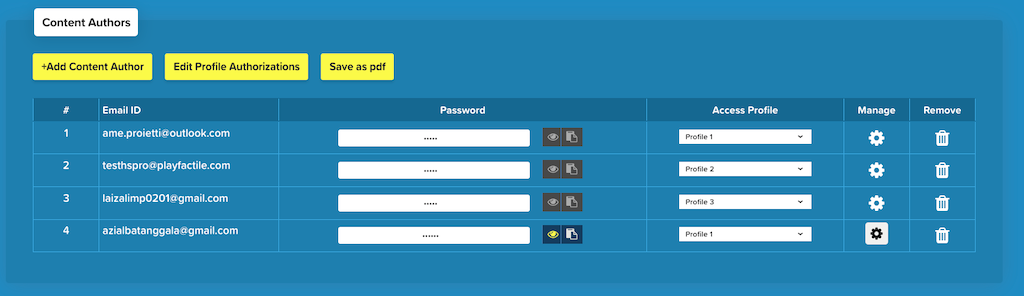 Content Authors
+Add Content Author Edit Profile Authorizations Save as pdf
# Email ID Password Access Profile Manage Remove
1 ame.proietti@outlook.com ••••• Profile 1
2 testhspro@playfactile.com ••••• Profile 2
3 laizalimp0201@gmail.com ••••• Profile 3
4 azialbatanggala@gmail.com •••••• Profile 1